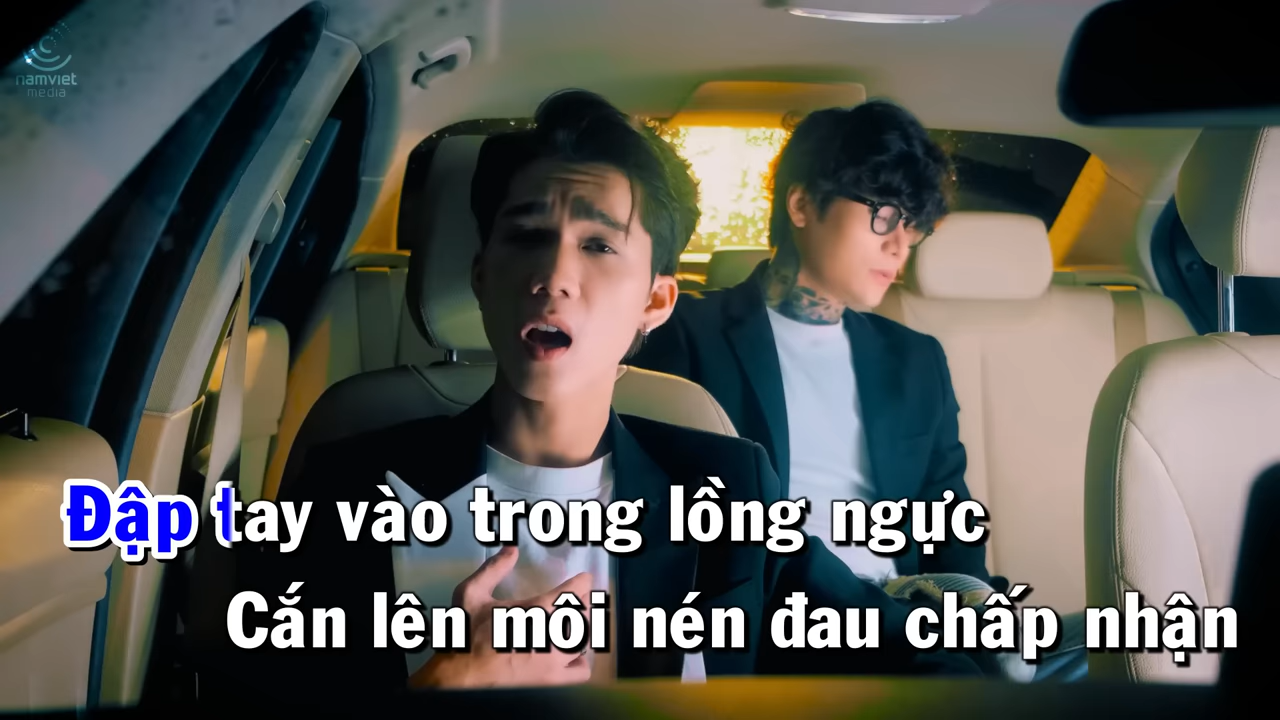 namviet
media
Đập tay vào trong lồng ngực
Cắn lên môi nén đau chấp nhận